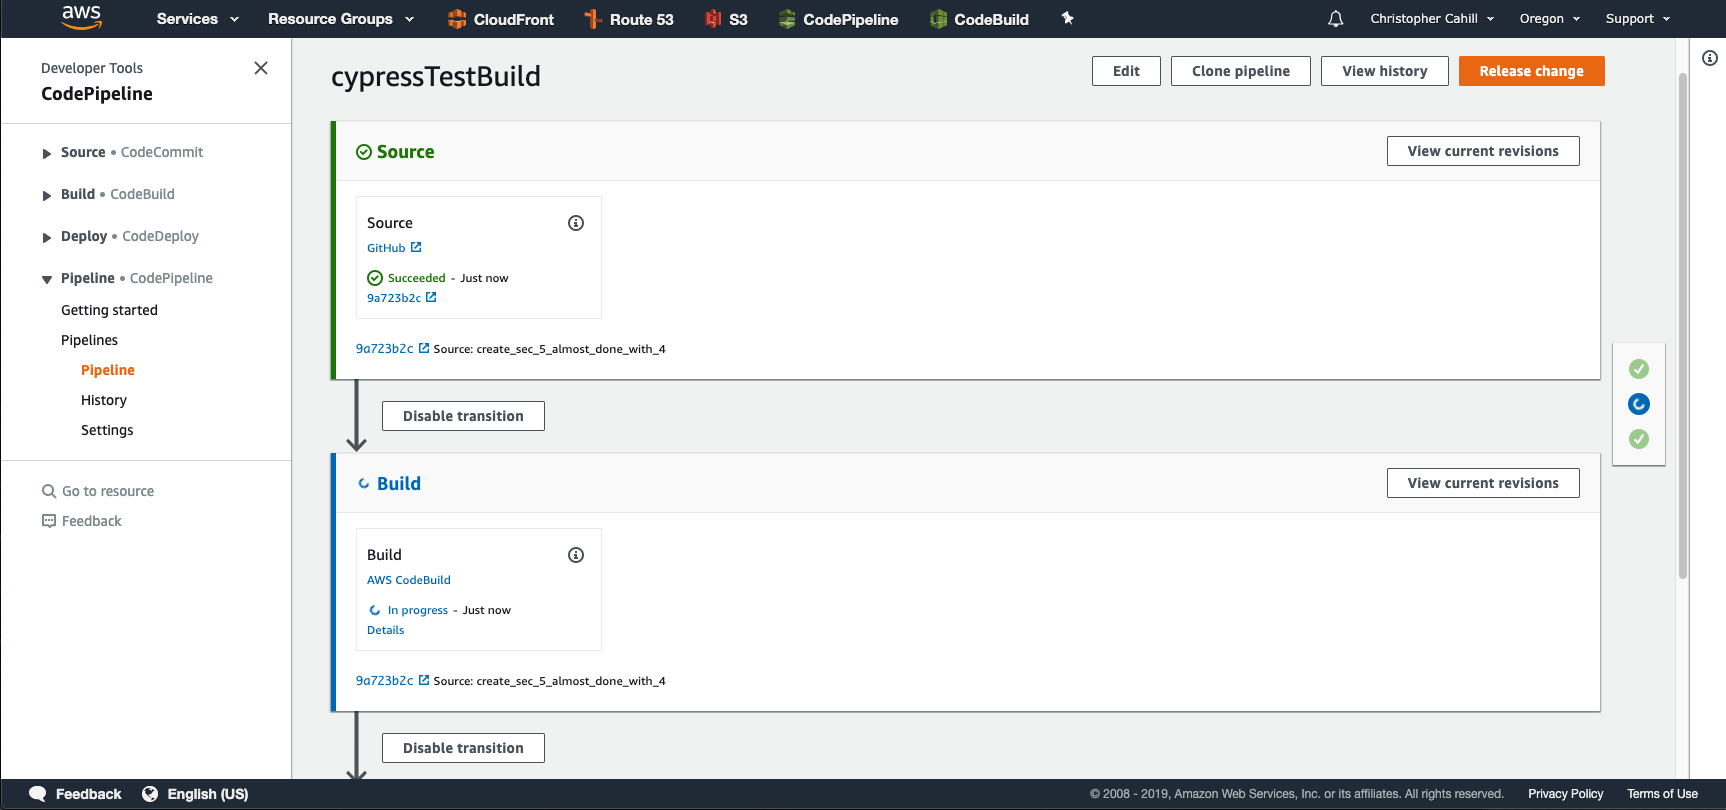 aws Services Resource Groups CloudFront Route 53 S3 CodePipeline CodeBuild Christopher Cahill Oregon Support
Developer Tools
CodePipeline
Source • CodeCommit
Build • CodeBuild
Deploy • CodeDeploy
Pipeline • CodePipeline
Getting started
Pipelines
Pipeline
History
Settings
Go to resource
Feedback
cypressTestBuild
Edit Clone pipeline View history Release change
Source View current revisions
Source
GitHub
Succeeded - Just now
9a723b2c
9a723b2c Source: create_sec_5_almost_done_with_4
Disable transition
Build View current revisions
Build
AWS CodeBuild
In progress - Just now
Details
9a723b2c Source: create_sec_5_almost_done_with_4
Disable transition
Feedback English (US) © 2008 - 2019, Amazon Web Services, Inc. or its affiliates. All rights reserved. Privacy Policy Terms of Use